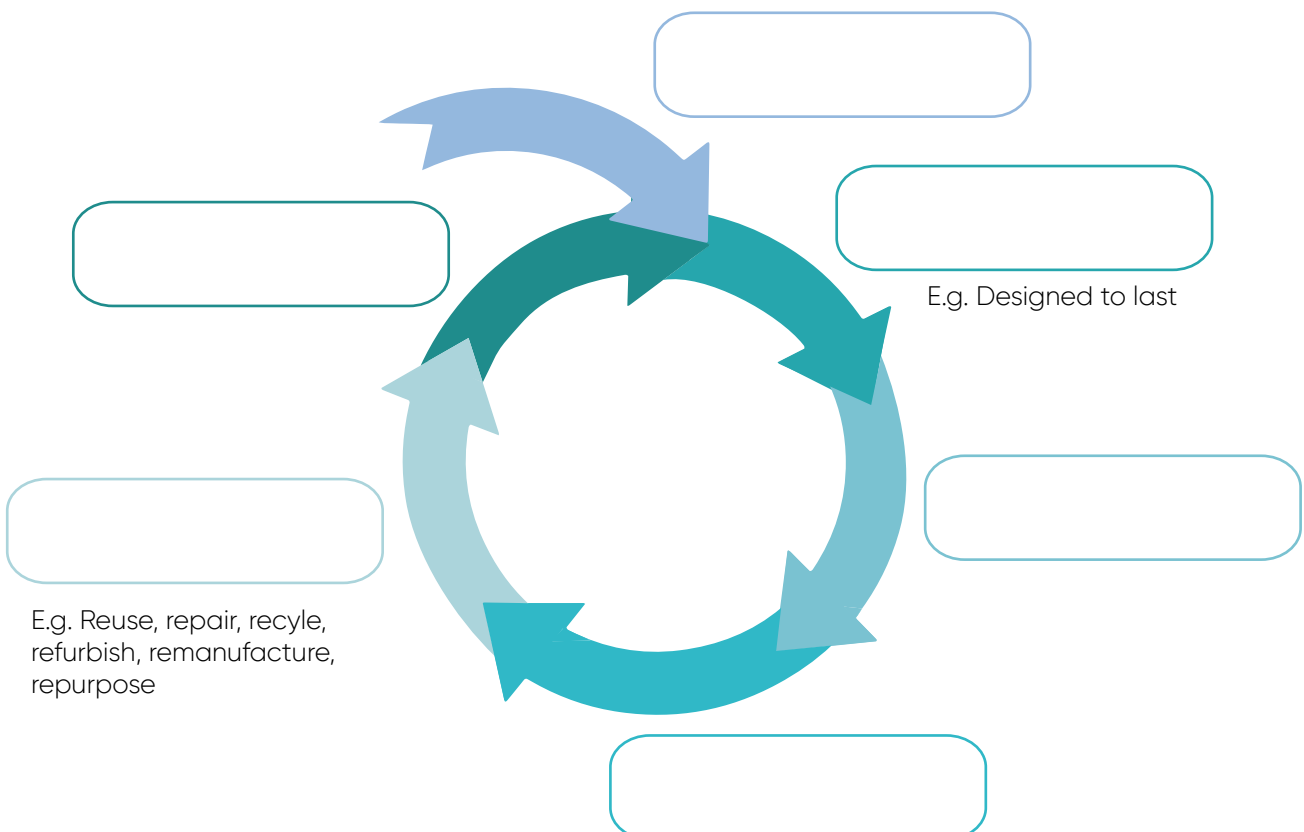 E.g. Designed to last
E.g. Reuse, repair, recyle,
refurbish, remanufacture,
repurpose